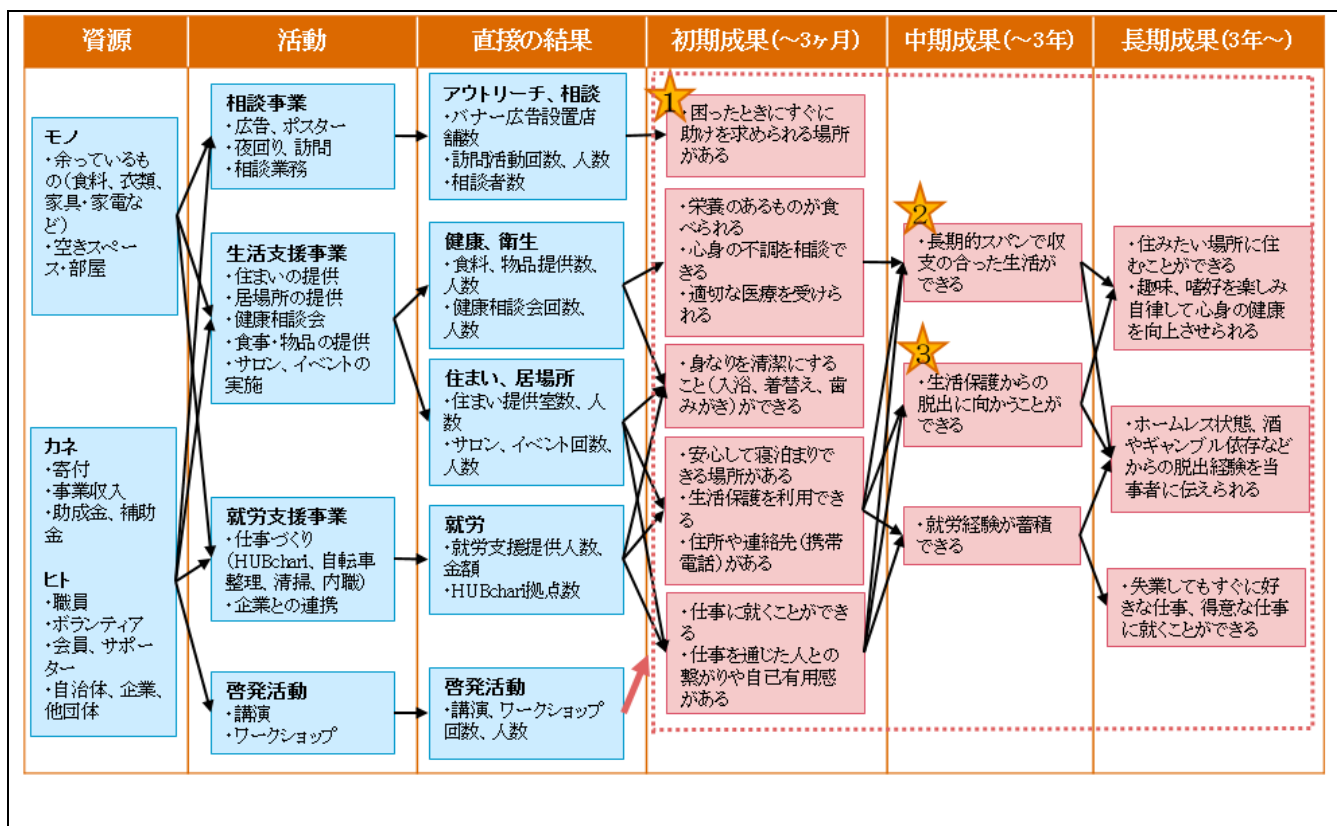 資源
活動
直接の結果
初期成果(～3ヶ月)
中期成果(～3年)
長期成果(3年～)
モノ
・余っているも
の(食料、衣類、
家具・家電な
ど)
・空きスペー
ス・部屋
カネ
・寄付
・事業収入
・助成金、補助
金
ヒト
・職員
・ボランティア
・会員、サポー
ター
・自治体、企業、
他団体
相談事業
・広告、ポスター
・夜回り、訪問
・相談業務
生活支援事業
・住まいの提供
・居場所の提供
・健康相談会
・食事・物品の提供
・サロン、イベントの
実施
就労支援事業
・仕事づくり
(HUBchari、自転車
整理、清掃、内職)
・企業との連携
啓発活動
・講演
・ワークショップ
アウトリーチ、相談
・バナー広告設置店
舗数
・訪問活動回数、人数
・相談者数
健康、衛生
・食料、物品提供数、
人数
・健康相談会回数、
人数
住まい、居場所
・住まい提供室数、人
数
・サロン、イベント回数、
人数
就労
・就労支援提供人数、
金額
・HUBchari拠点数
啓発活動
・講演、ワークショップ
回数、人数
1
・困ったときにすぐに
助けを求められる場所
がある
・栄養のあるものが食
べられる
・心身の不調を相談で
きる
・適切な医療を受けら
れる
・身なりを清潔にする
こと(入浴、着替え、歯
みがき)ができる
・安心して寝泊まりで
きる場所がある
・生活保護を利用でき
る
・住所や連絡先(携帯
電話)がある
・仕事に就くことができ
る
・仕事を通じた人との
繋がりや自己有用感
がある
2
・長期的スパンで収
支の合った生活が
できる
3
・生活保護からの
脱出に向かうことが
できる
・就労経験が蓄積
できる
・住みたい場所に住
むことができる
・趣味、嗜好を楽しみ
自律して心身の健康
を向上させられる
・ホームレス状態、酒
やギャンブル依存など
からの脱出経験を当
事者に伝えられる
・失業してもすぐに好
きな仕事、得意な仕事
に就くことができる